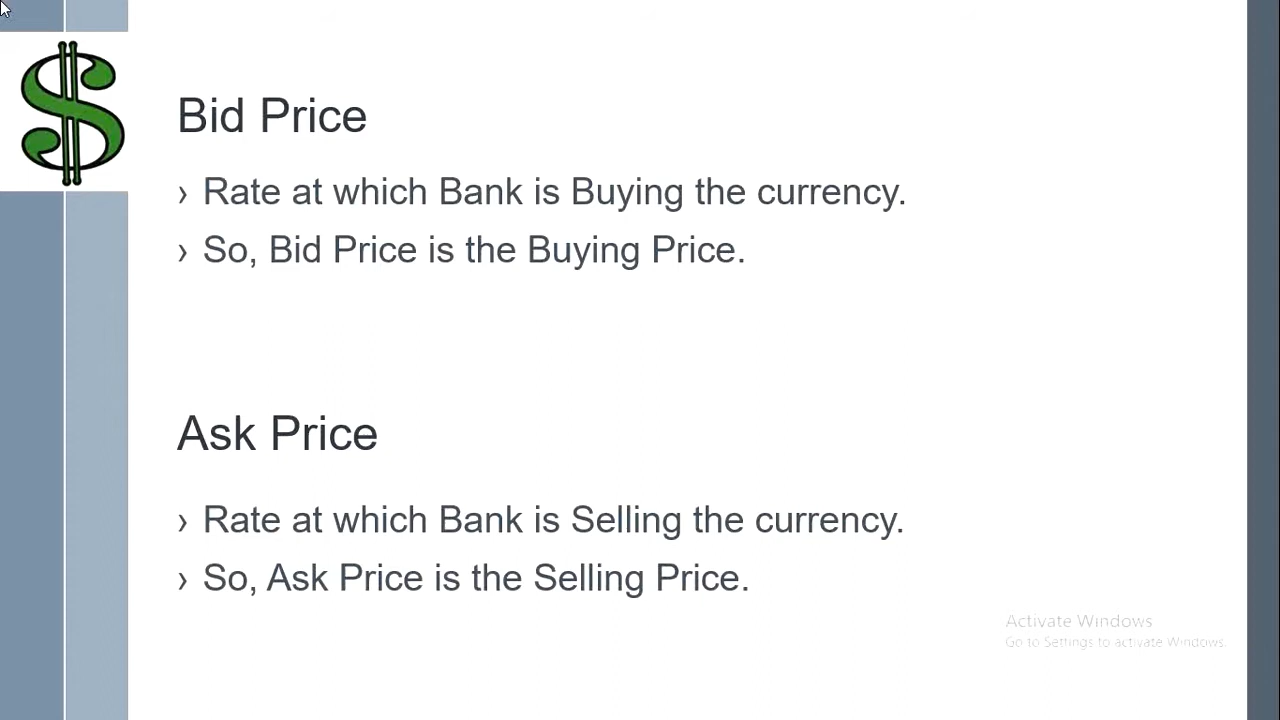 Bid Price
› Rate at which Bank is Buying the currency.
› So, Bid Price is the Buying Price.
Ask Price
› Rate at which Bank is Selling the currency.
› So, Ask Price is the Selling Price.
Activate Windows
Go to Settings to activate Windows.